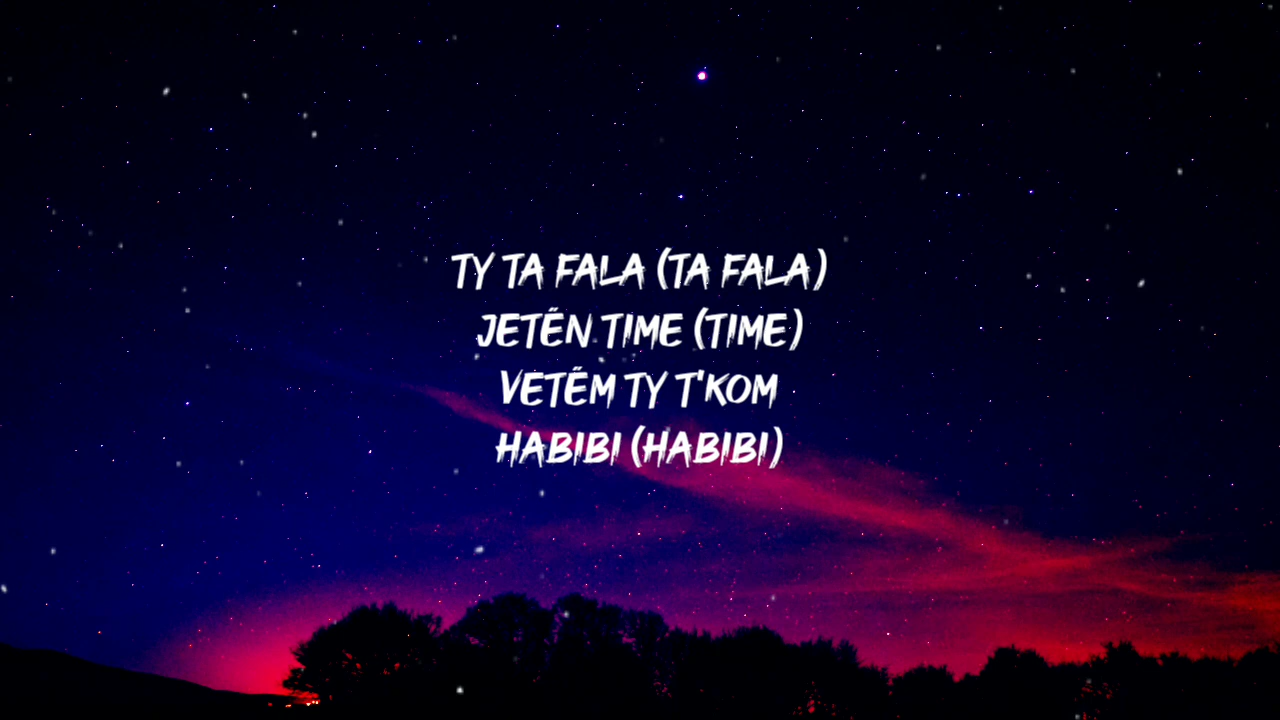 TY TA FALA (TA FALA)
JETËN TIME (TIME)
VETËM TY T'KOM
HABIBI (HABIBI)